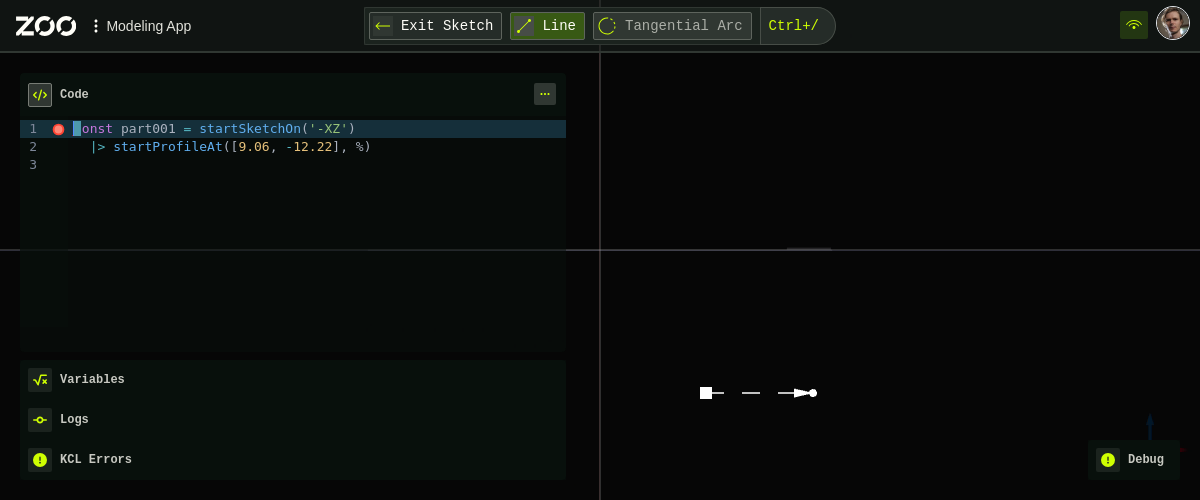 ZOO Modeling App Exit Sketch Line Tangential Arc Ctrl+/
Code
1 onst part001 = startSketchOn('-XZ')
2 |> startProfileAt([9.06, -12.22], %)
3
Variables
Logs
KCL Errors
Debug